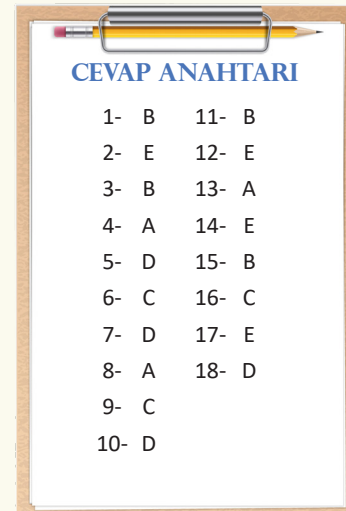 CEVAP ANAHTARI
1- B 11- B
2- E 12- E
3- B 13- A
4- A 14- E
5- D 15- B
6- C 16- C
7- D 17- E
8- A 18- D
9- C
10- D